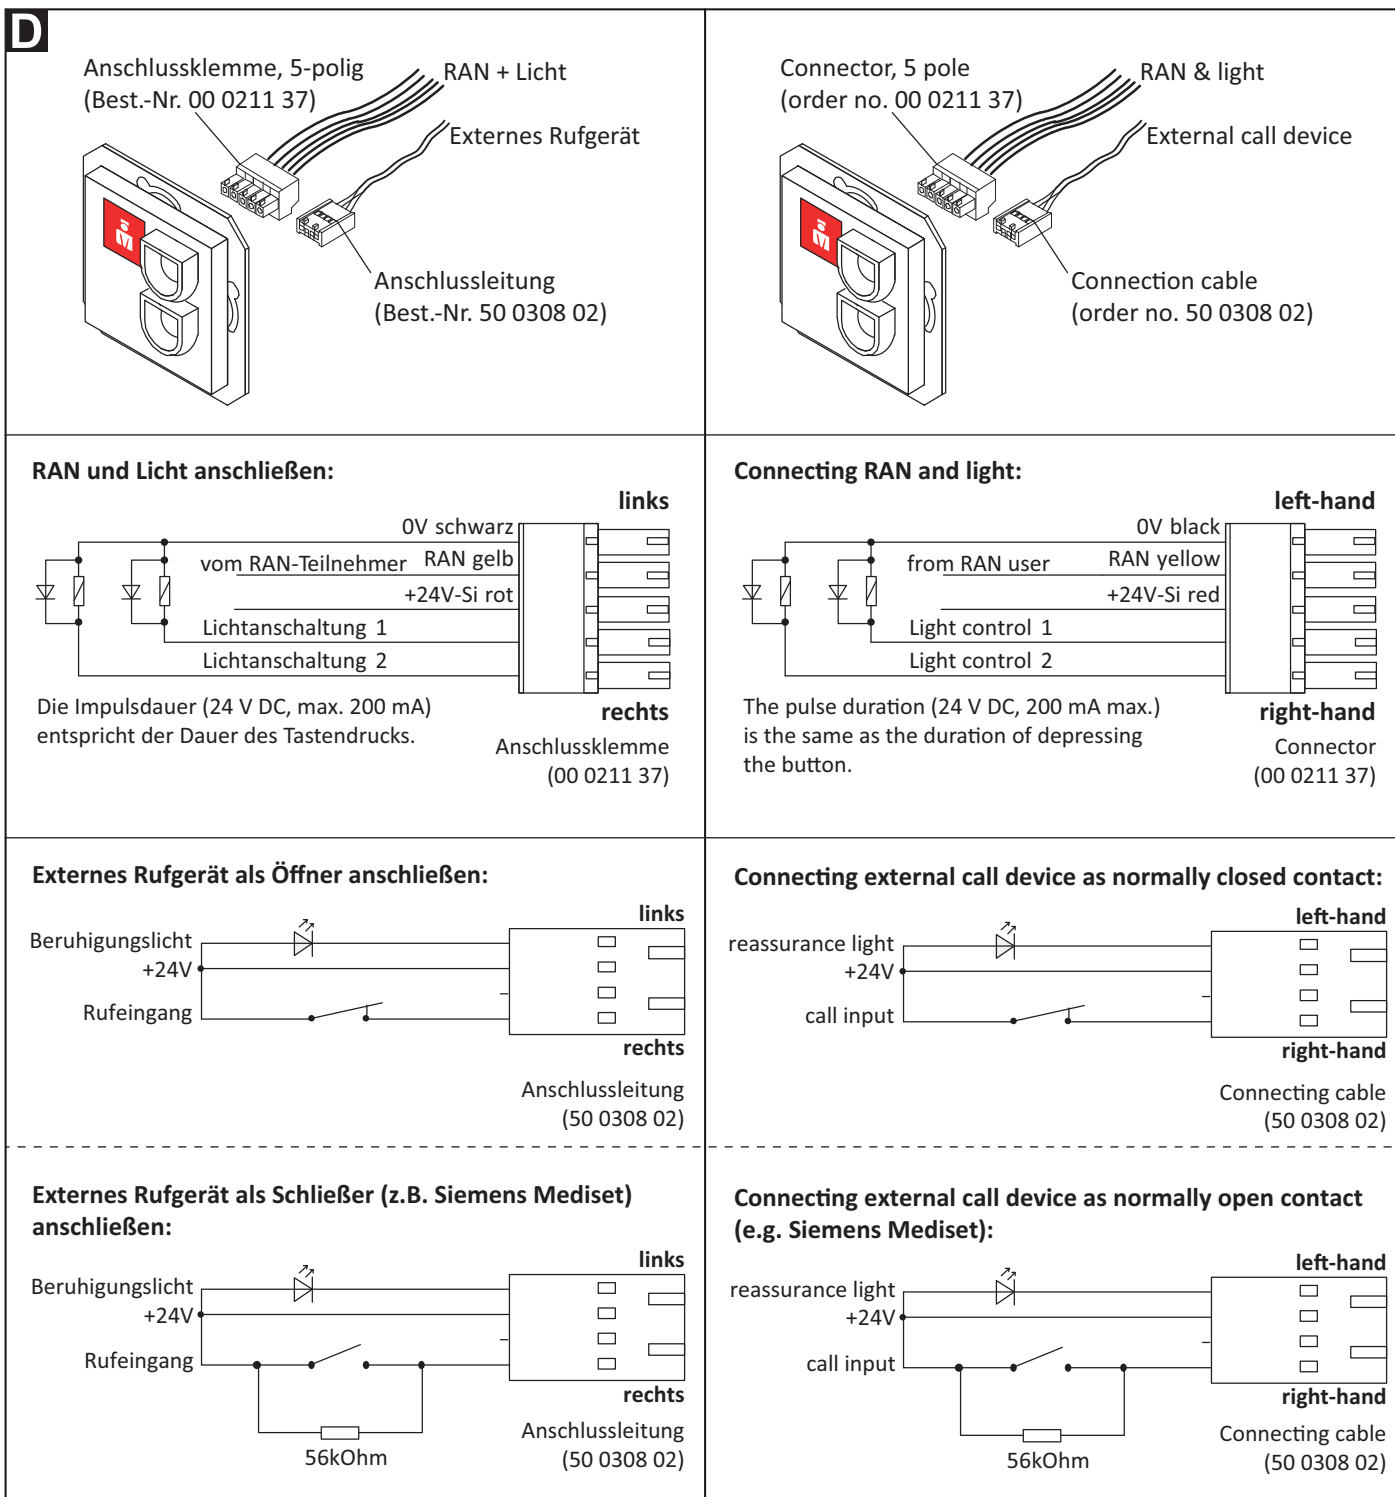 D
Anschlussklemme, 5-polig
(Best.-Nr. 00 0211 37)
RAN + Licht
Externes Rufgerät
Anschlussleitung
(Best.-Nr. 50 0308 02)
Connector, 5 pole
(order no. 00 0211 37)
RAN & light
External call device
Connection cable
(order no. 50 0308 02)
RAN und Licht anschließen:
links
0V schwarz
vom RAN-Teilnehmer RAN gelb
+24V-Si rot
Lichtanschaltung 1
Lichtanschaltung 2
Die Impulsdauer (24 V DC, max. 200 mA)
entspricht der Dauer des Tastendrucks.
rechts
Anschlussklemme
(00 0211 37)
Connecting RAN and light:
left-hand
0V black
from RAN user RAN yellow
+24V-Si red
Light control 1
Light control 2
The pulse duration (24 V DC, 200 mA max.)
is the same as the duration of depressing
the button.
right-hand
Connector
(00 0211 37)
Externes Rufgerät als Öffner anschließen:
links
Beruhigungslicht
+24V
Rufeingang
rechts
Anschlussleitung
(50 0308 02)
Connecting external call device as normally closed contact:
left-hand
reassurance light
+24V
call input
right-hand
Connecting cable
(50 0308 02)
Externes Rufgerät als Schließer (z.B. Siemens Mediset)
anschließen:
links
Beruhigungslicht
+24V
Rufeingang
rechts
56kOhm
Anschlussleitung
(50 0308 02)
Connecting external call device as normally open contact
(e.g. Siemens Mediset):
left-hand
reassurance light
+24V
call input
right-hand
56kOhm
Connecting cable
(50 0308 02)